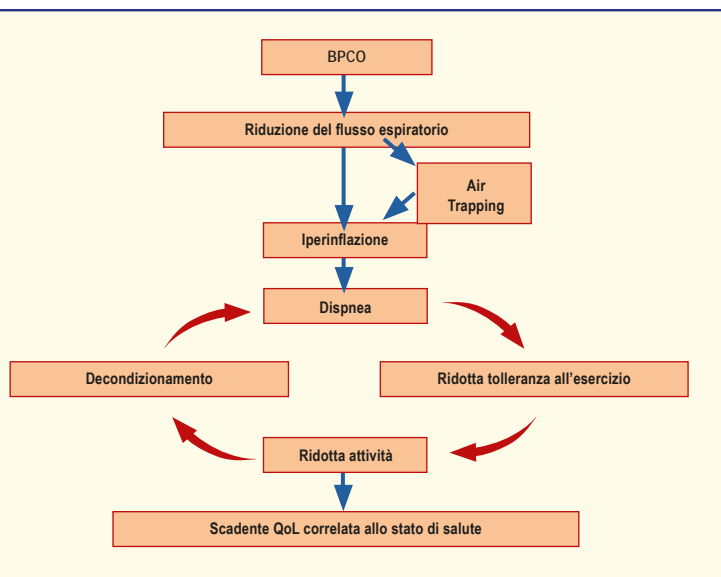 BPCO
Riduzione del flusso espiratorio
Air
Trapping
Iperinflazione
Dispnea
Decondizionamento
Ridotta tolleranza all'esercizio
Ridotta attività
Scadente QoL correlata allo stato di salute